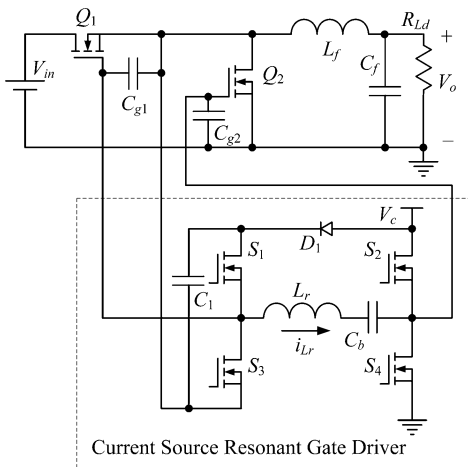 Q1
RLd
+
Vin
Cg1
Q2
Lf
Cf
Vo
Cg2
−
Vc
S1
D1
S2
C1
Lr
iLr
Cb
S3
S4
Current Source Resonant Gate Driver